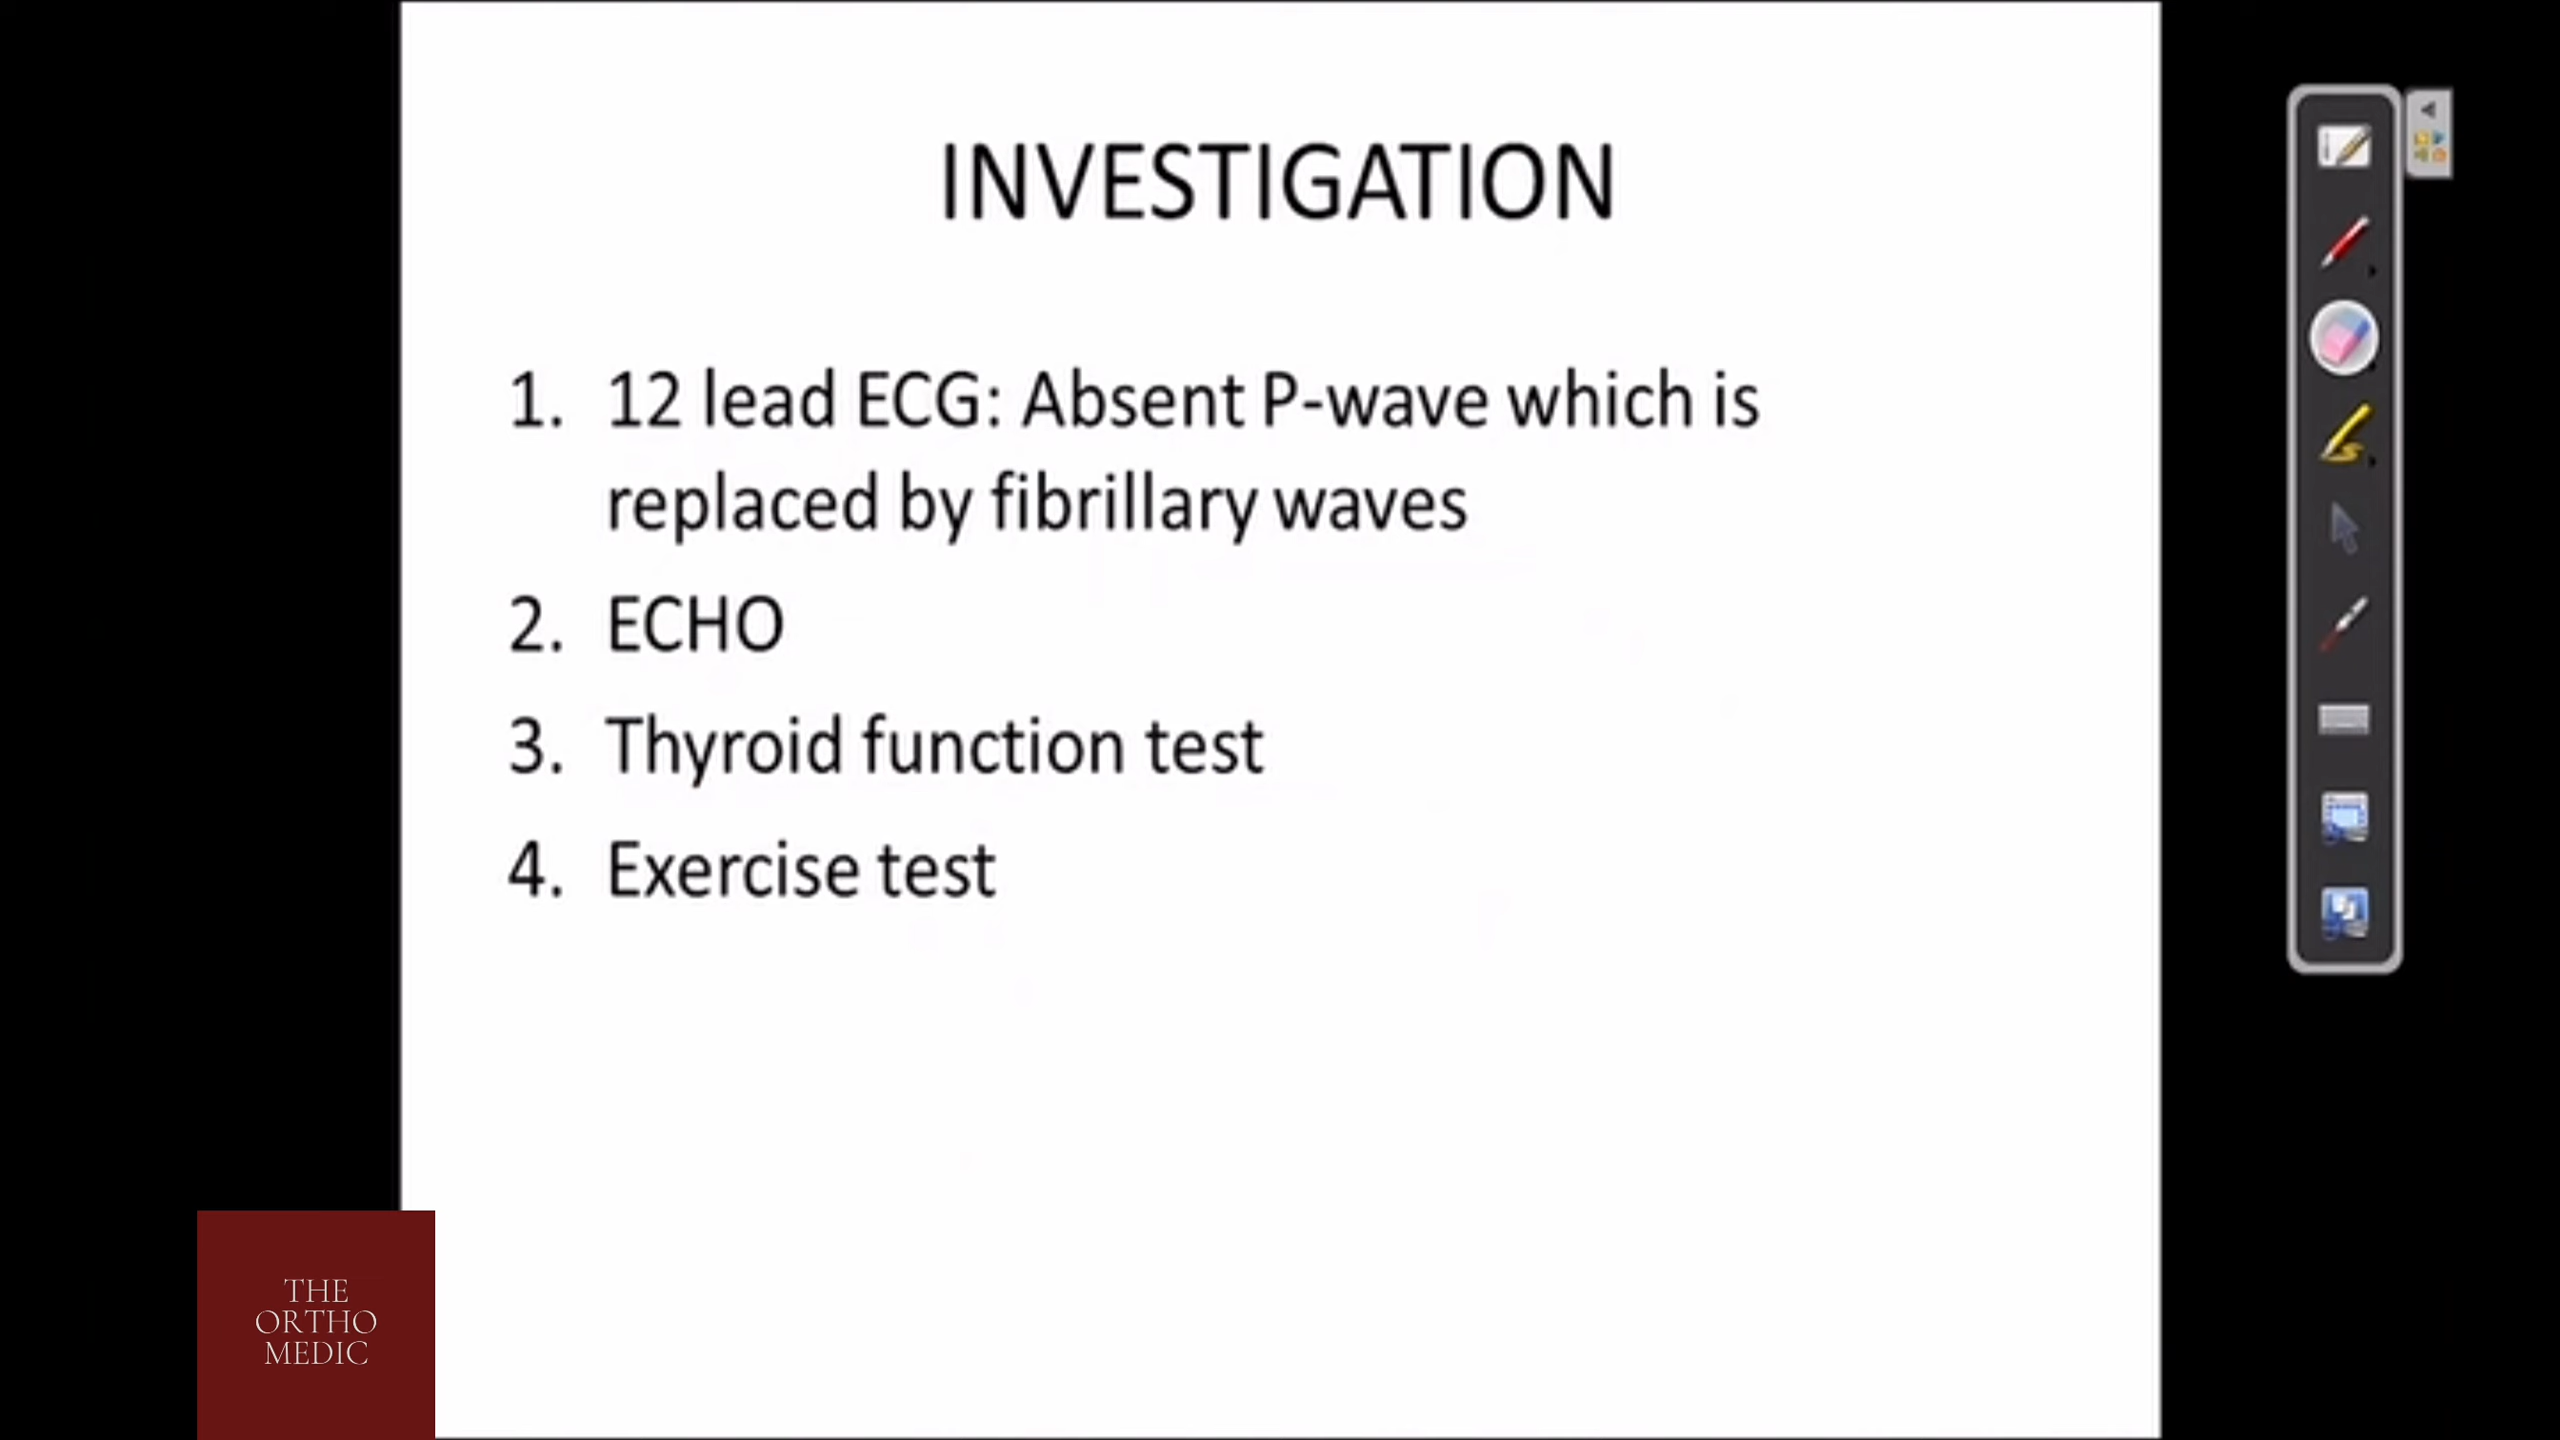 INVESTIGATION
1. 12 lead ECG: Absent P-wave which is
replaced by fibrillary waves
2. ECHO
3. Thyroid function test
4. Exercise test
THE
ORTHO
MEDIC